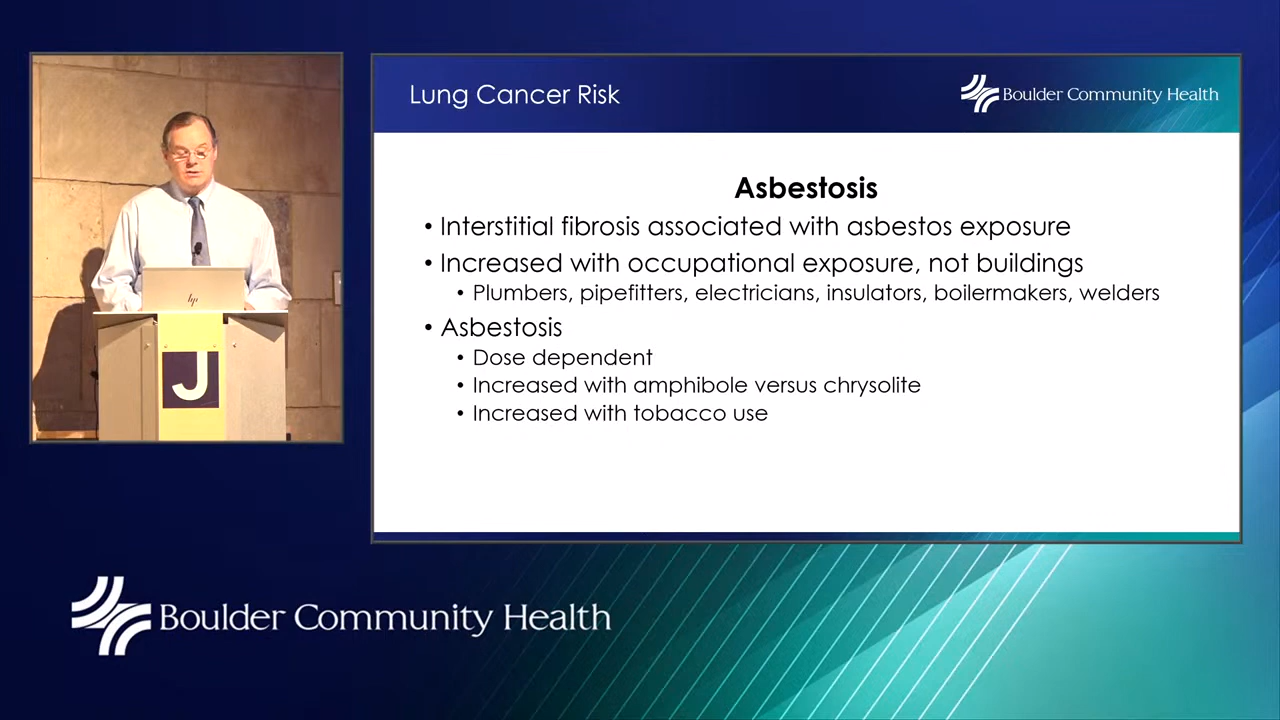 Lung Cancer Risk
Boulder Community Health
Asbestosis
• Interstitial fibrosis associated with asbestos exposure
• Increased with occupational exposure, not buildings
• Plumbers, pipefitters, electricians, insulators, boilermakers, welders
• Asbestosis
• Dose dependent
• Increased with amphibole versus chrysolite
• Increased with tobacco use
hp
J
Boulder Community Health